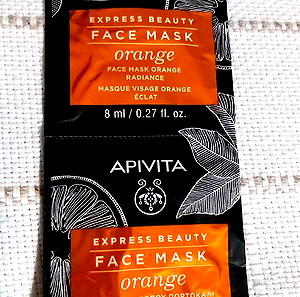 EXPRESS BEAUTY
FACE MASK
orange
FACE MASK ORANGE
RADIANCE
MASQUE VISAGE ORANGE
ÉCLAT
8 ml / 0.27 fl. oz.
APIVITA
EXPRESS BEAUTY
FACE MASK
orange
ΠΟΡΤΟΚΑΛΙ